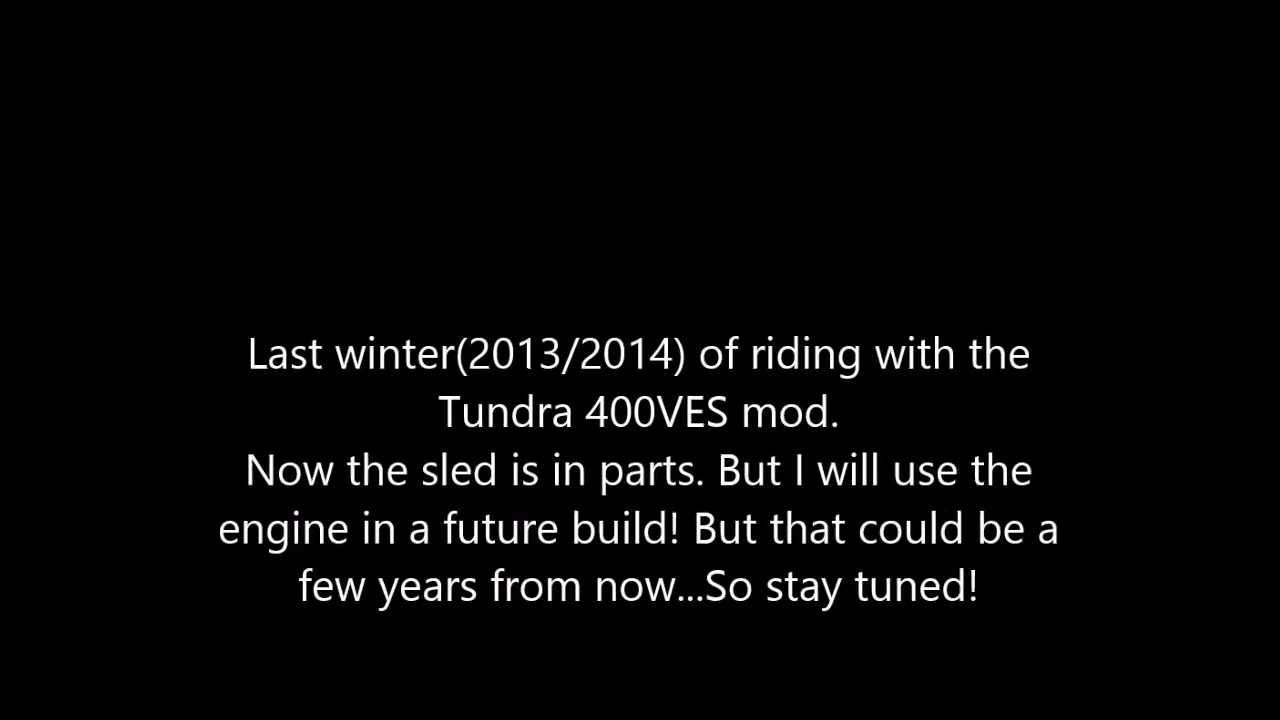 Last winter(2013/2014) of riding with the
Tundra 400VES mod.
Now the sled is in parts. But I will use the
engine in a future build! But that could be a
few years from now...So stay tuned!